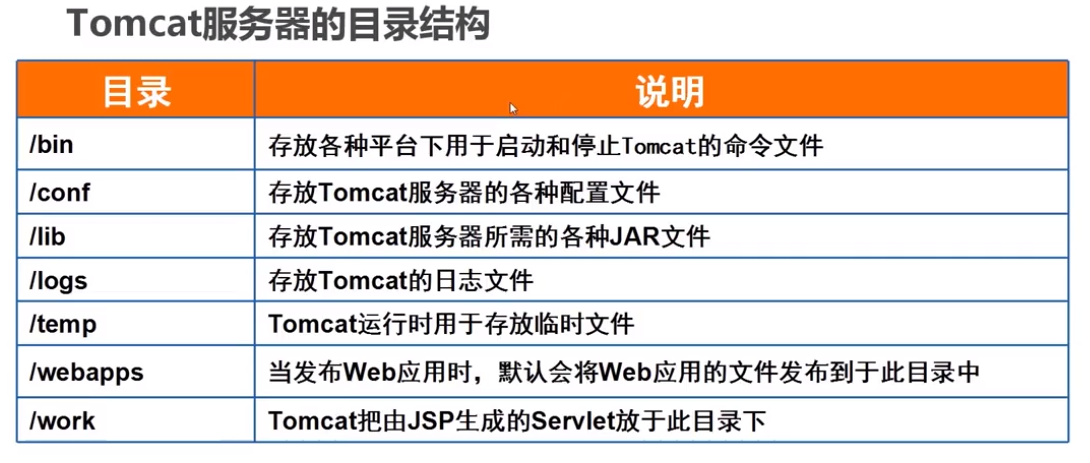 Tomcat服务器的目录结构
目录 说明
/bin 存放各种平台下用于启动和停止Tomcat的命令文件
/conf 存放Tomcat服务器的各种配置文件
/lib 存放Tomcat服务器所需的各种JAR文件
/logs 存放Tomcat的日志文件
/temp Tomcat运行时用于存放临时文件
/webapps 当发布Web应用时，默认会将Web应用的文件发布到于此目录中
/work Tomcat把由JSP生成的Servlet放于此目录下